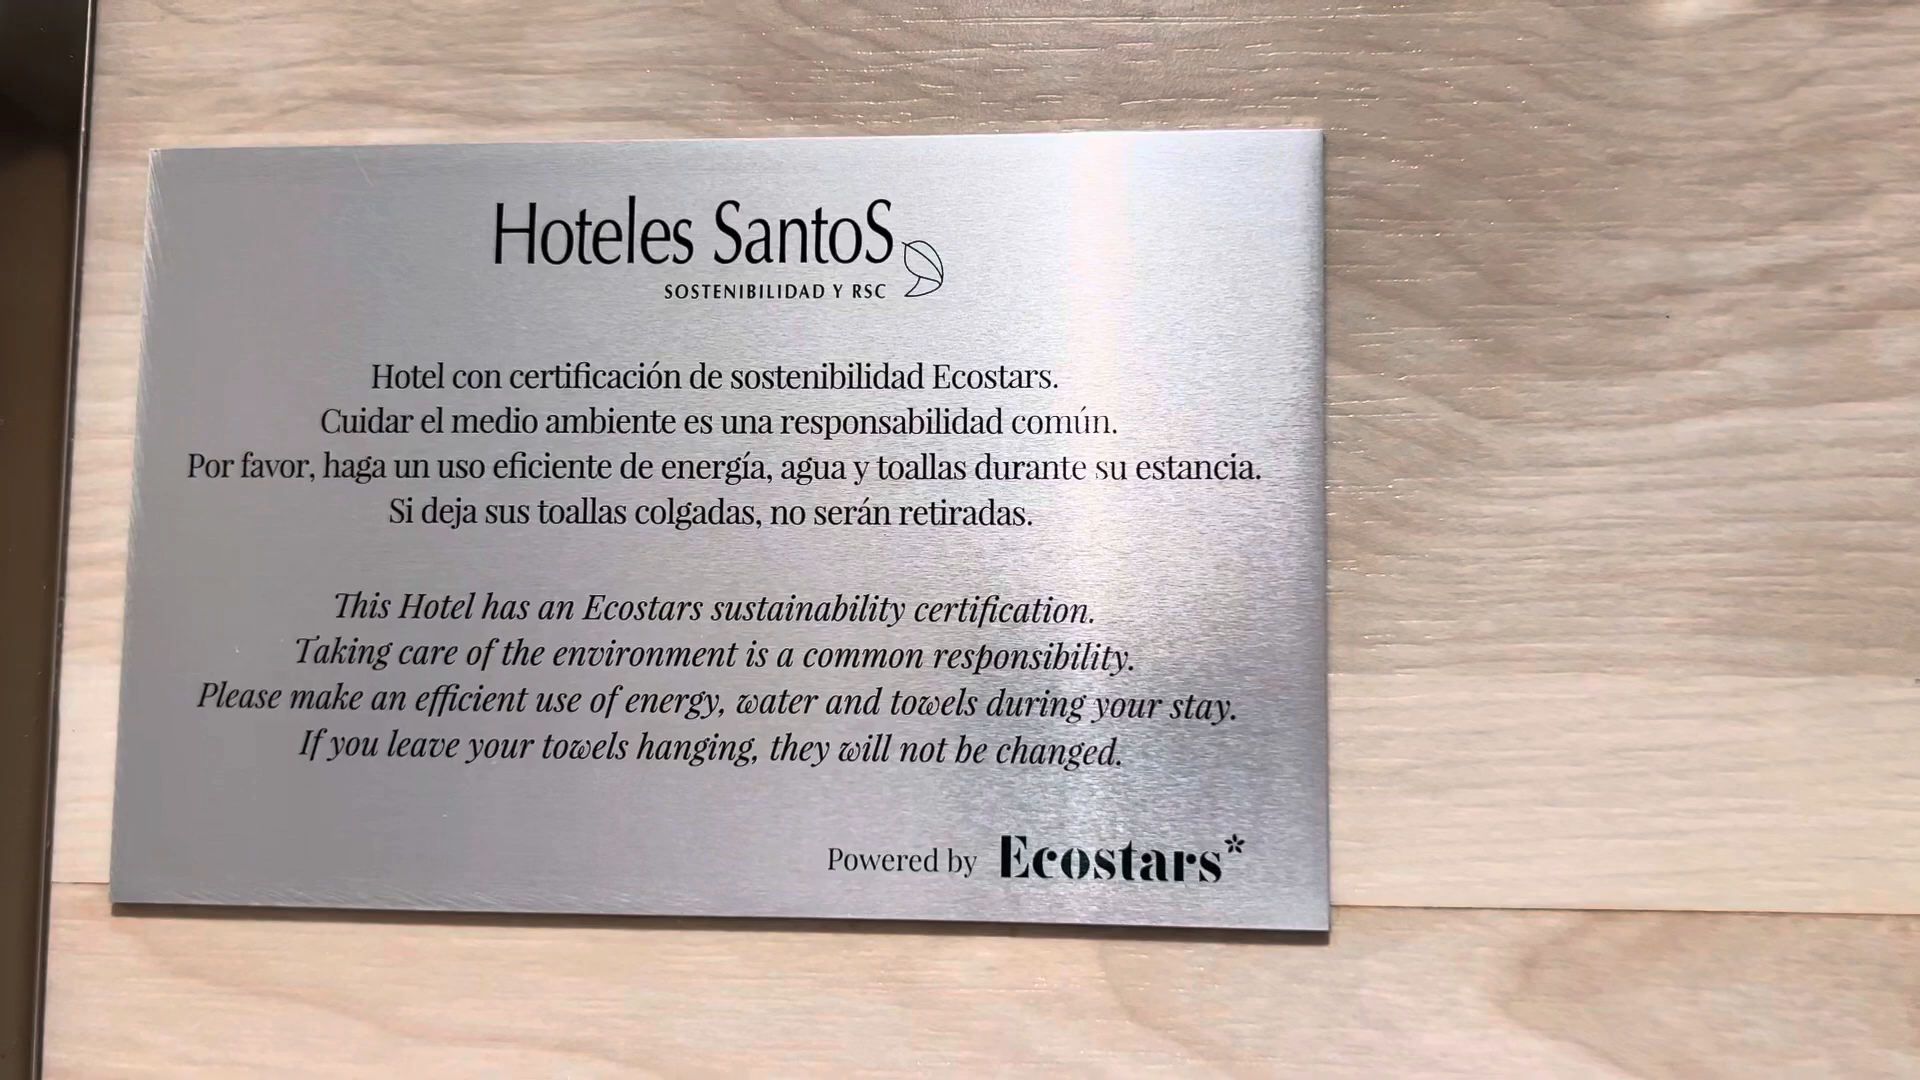 Hoteles SantoS
SOSTENIBILIDAD Y RSC
Hotel con certificación de sostenibilidad Ecostars.
Cuidar el medio ambiente es una responsabilidad común.
Por favor, haga un uso eficiente de energía, agua y toallas durante su estancia.
Si deja sus toallas colgadas, no serán retiradas.
This Hotel has an Ecostars sustainability certification.
Taking care of the environment is a common responsibility.
Please make an efficient use of energy, water and towels during your stay.
If you leave your towels hanging, they will not be changed.
Powered by Ecostars*